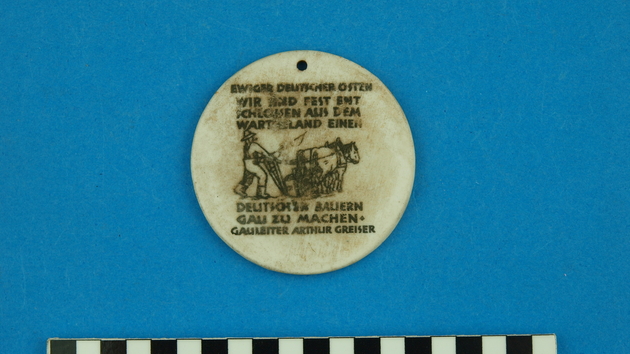 EWIGER DEUTSCHER OSTEN
WIR SIND FEST ENT
SCHLOSSEN AUS DEM
WARTHELAND EINEN
DEUTSCHEN BAUERN
GAU ZU MACHEN•
GAULEITER ARTHUR GREISER